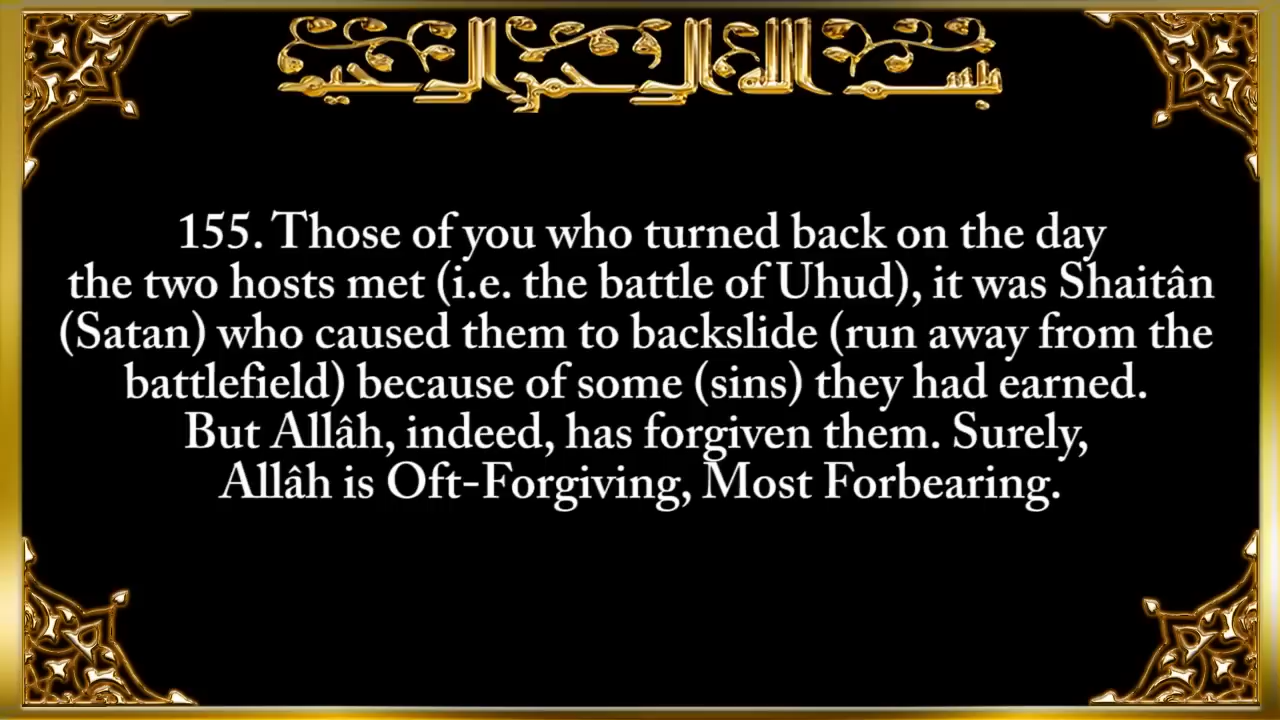 بسم الله الرحمن الرحيم
155. Those of you who turned back on the day
the two hosts met (i.e. the battle of Uhud), it was Shaitân
(Satan) who caused them to backslide (run away from the
battlefield) because of some (sins) they had earned.
But Allâh, indeed, has forgiven them. Surely,
Allâh is Oft-Forgiving, Most Forbearing.